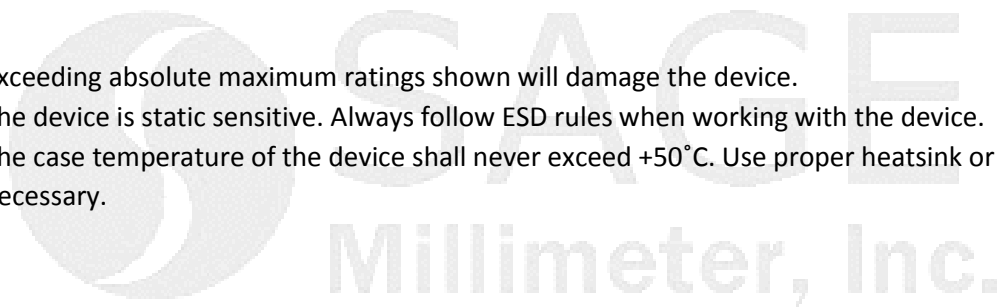 xceeding absolute maximum ratings shown will damage the device.
he device is static sensitive. Always follow ESD rules when working with the device.
he case temperature of the device shall never exceed +50˚C. Use proper heatsink or
ecessary.
SAGE
Millimeter, Inc.